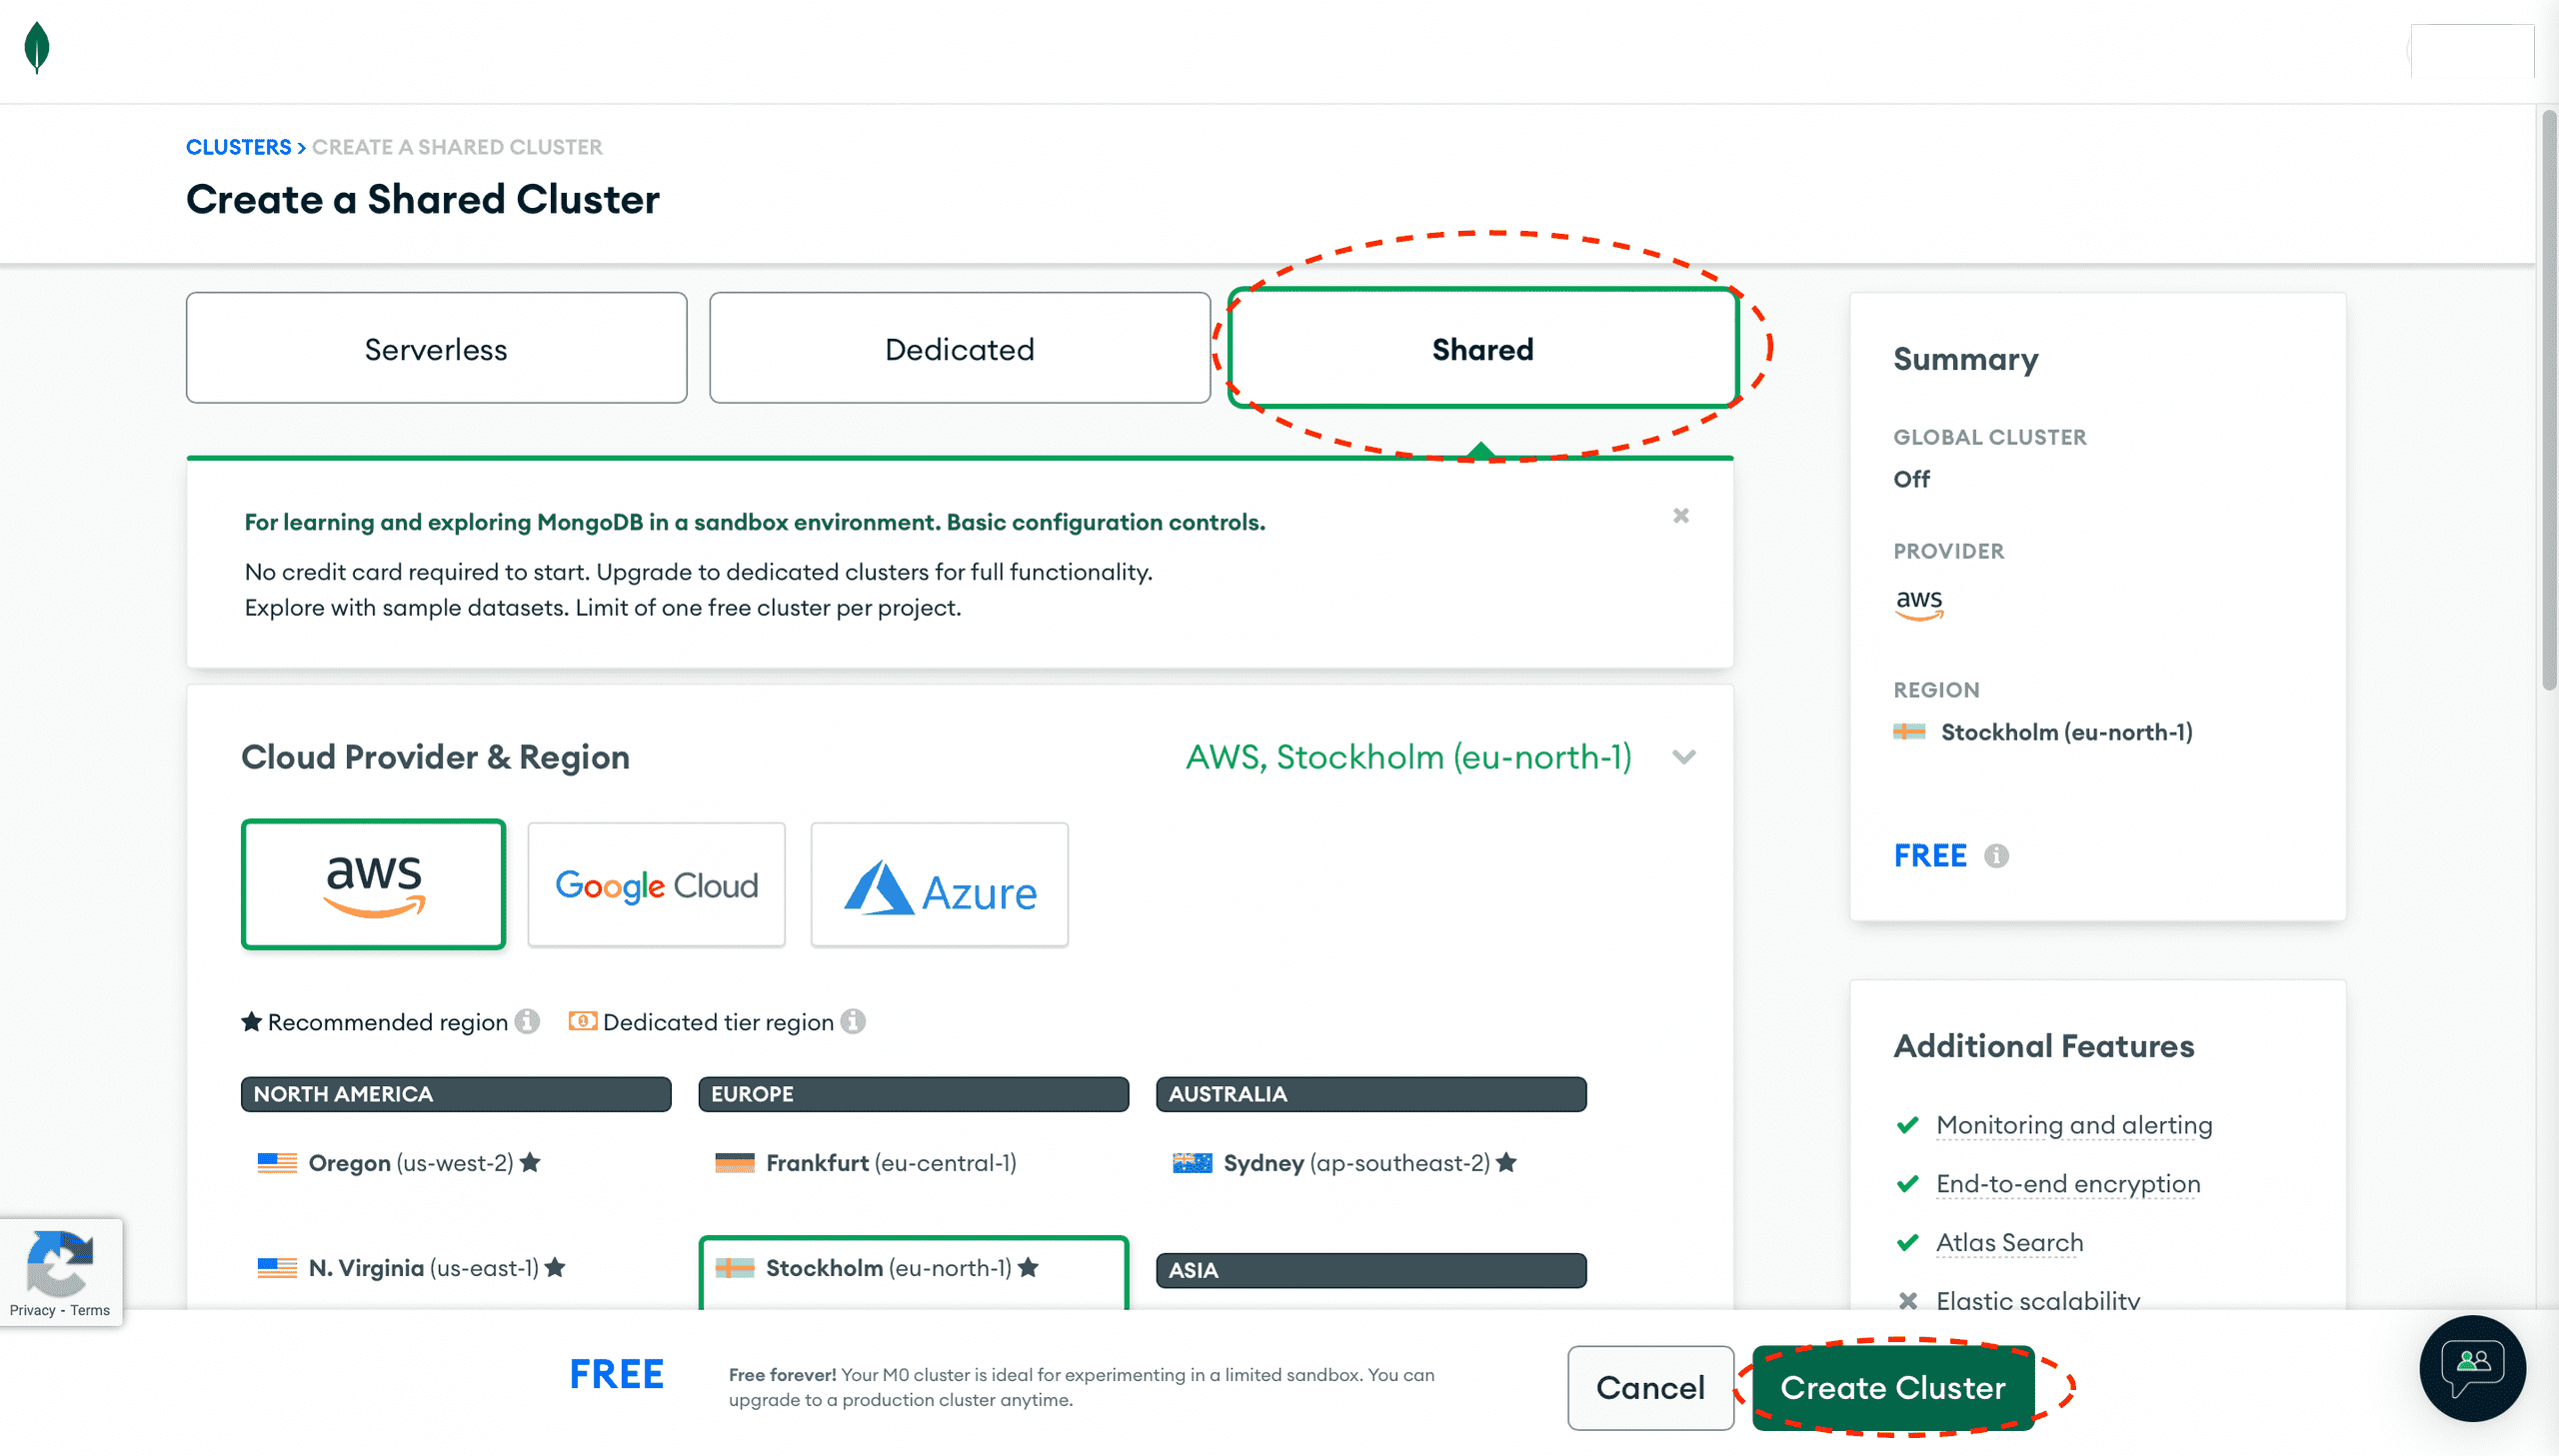 CLUSTERS > CREATE A SHARED CLUSTER
Create a Shared Cluster
Serverless
Dedicated
Shared
For learning and exploring MongoDB in a sandbox environment. Basic configuration controls.
No credit card required to start. Upgrade to dedicated clusters for full functionality.
Explore with sample datasets. Limit of one free cluster per project.
Cloud Provider & Region
AWS, Stockholm (eu-north-1)
aws
Google Cloud
Azure
Recommended region
Dedicated tier region
NORTH AMERICA
EUROPE
AUSTRALIA
Oregon (us-west-2)
Frankfurt (eu-central-1)
Sydney (ap-southeast-2)
N. Virginia (us-east-1)
Stockholm (eu-north-1)
ASIA
Summary
GLOBAL CLUSTER
Off
PROVIDER
aws
REGION
Stockholm (eu-north-1)
FREE
Additional Features
Monitoring and alerting
End-to-end encryption
Atlas Search
Elastic scalability
Privacy - Terms
FREE
Free forever! Your M0 cluster is ideal for experimenting in a limited sandbox. You can
upgrade to a production cluster anytime.
Cancel
Create Cluster